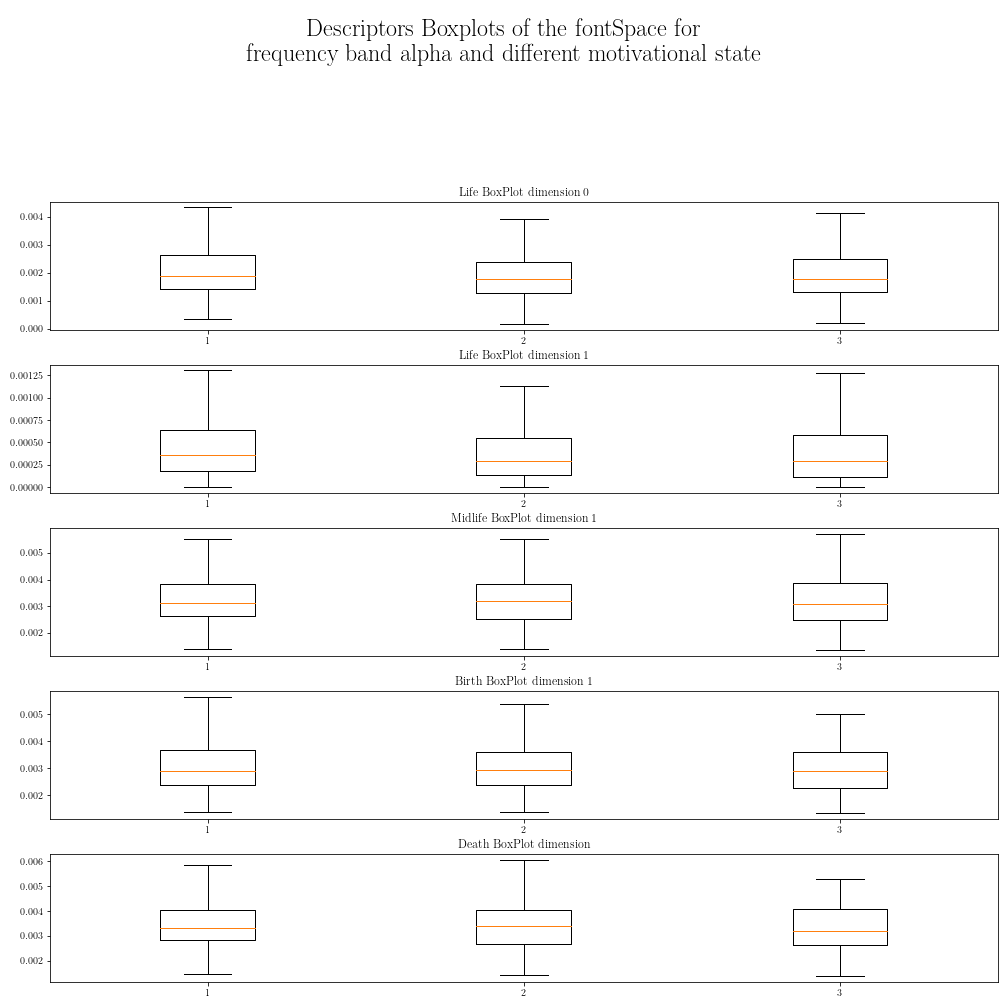 Descriptors Boxplots of the fontSpace for
frequency band alpha and different motivational state
Life BoxPlot dimension 0
0.004
0.003
0.002
0.001
0.000
1 2 3
Life BoxPlot dimension 1
0.00125
0.00100
0.00075
0.00050
0.00025
0.00000
1 2 3
Midlife BoxPlot dimension 1
0.005
0.004
0.003
0.002
1 2 3
Birth BoxPlot dimension 1
0.005
0.004
0.003
0.002
1 2 3
Death BoxPlot dimension
0.006
0.005
0.004
0.003
0.002
1 2 3